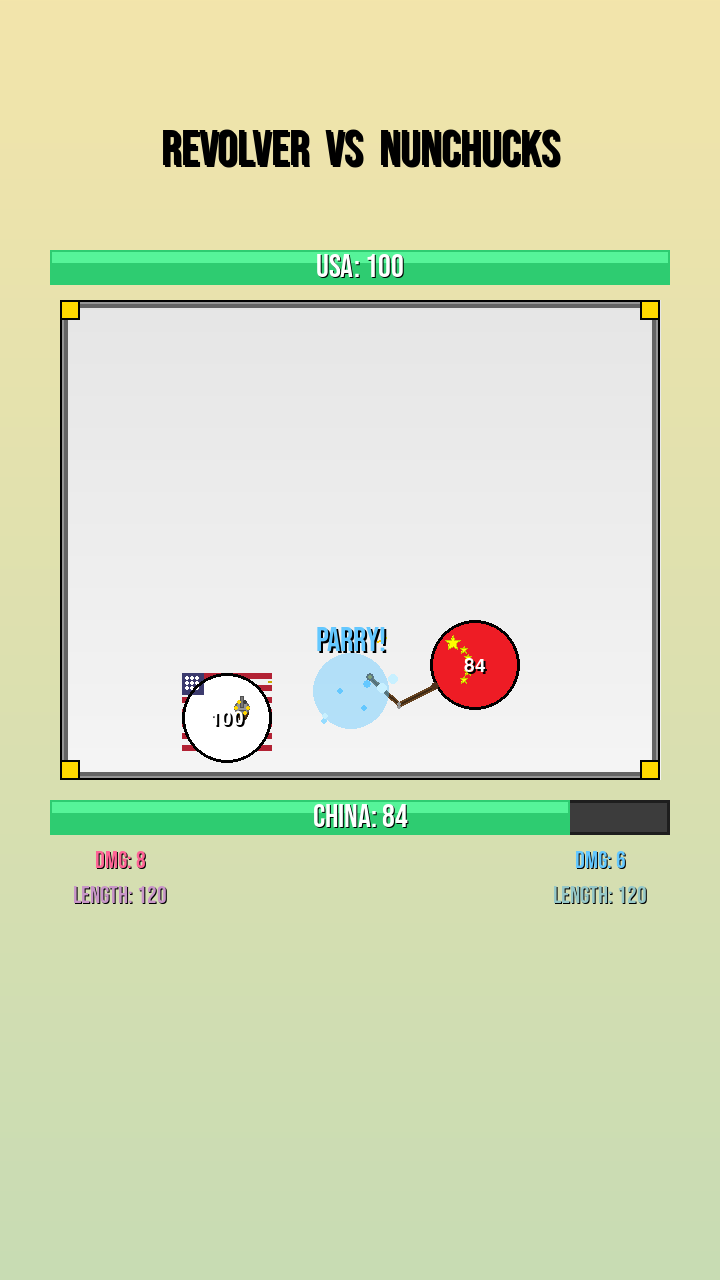 REVOLVER VS NUNCHUCKS
USA: 100
PARRY!
84
100
CHINA: 84
DMG: 8
DMG: 6
LENGTH: 120
LENGTH: 120